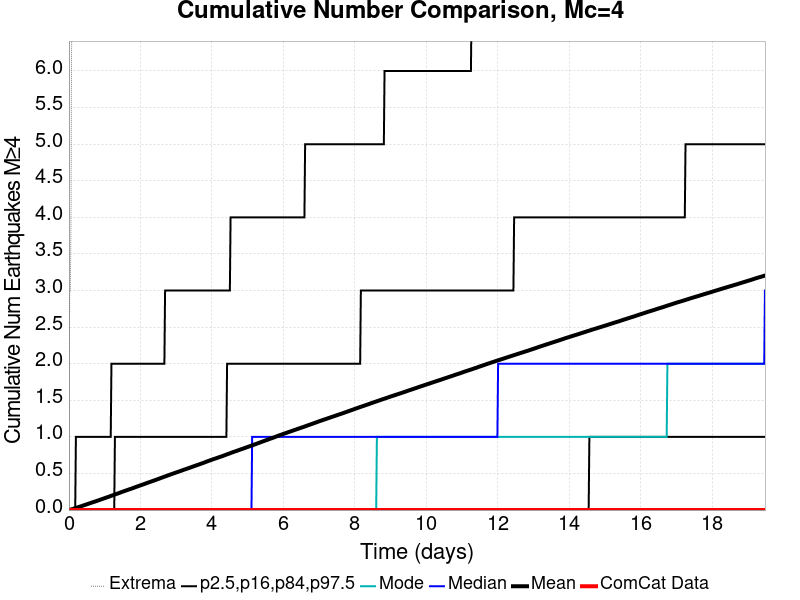 Cumulative Number Comparison, Mc=4
Cumulative Num Earthquakes M≥4
6.0
5.5
5.0
4.5
4.0
3.5
3.0
2.5
2.0
1.5
1.0
0.5
0.0
0 2 4 6 8 10 12 14 16 18
Time (days)
Extrema p2.5,p16,p84,p97.5 Mode Median Mean ComCat Data